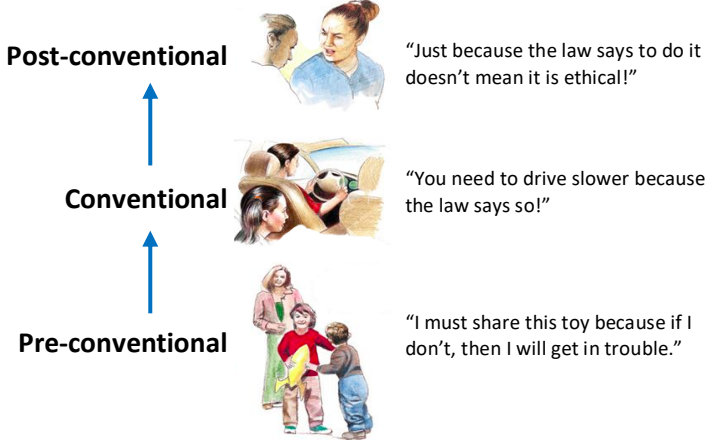 Post-conventional
“Just because the law says to do it
doesn’t mean it is ethical!”
Conventional
“You need to drive slower because
the law says so!”
Pre-conventional
“I must share this toy because if I
don’t, then I will get in trouble.”